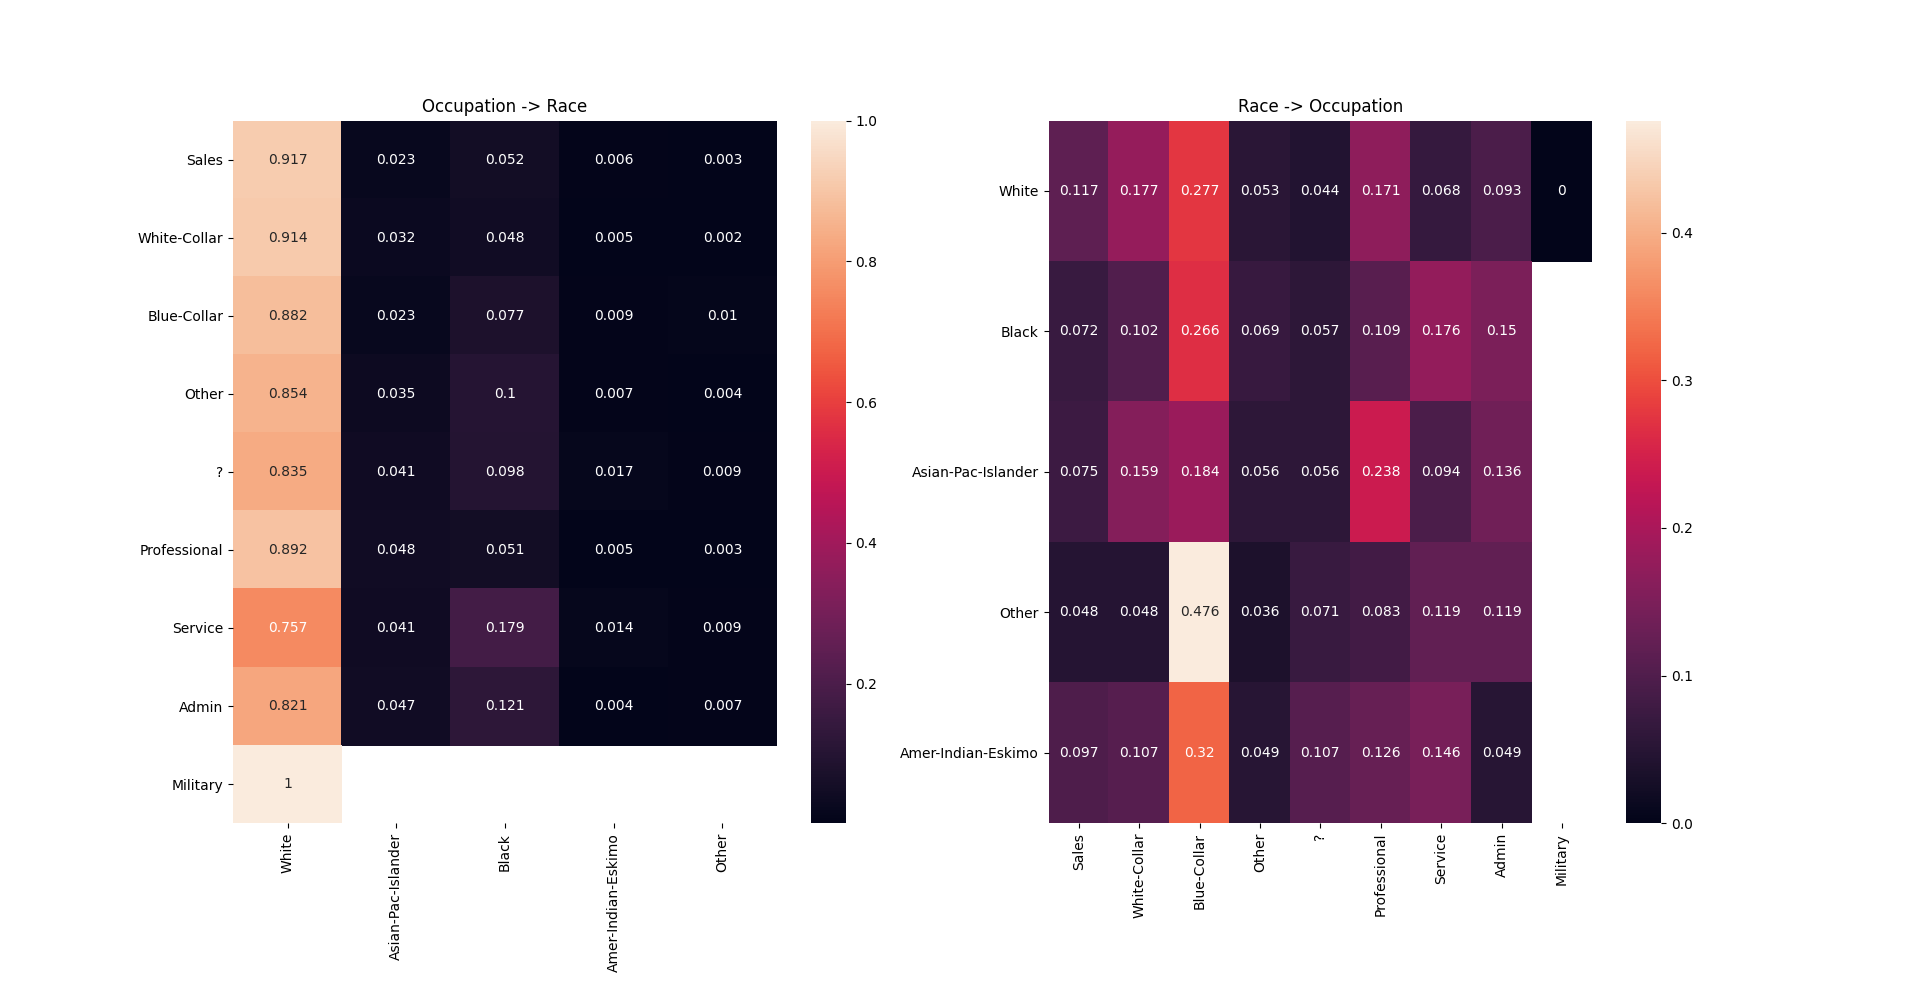 Occupation -> Race
Sales 0.917 0.023 0.052 0.006 0.003
White-Collar 0.914 0.032 0.048 0.005 0.002
Blue-Collar 0.882 0.023 0.077 0.009 0.01
Other 0.854 0.035 0.1 0.007 0.004
? 0.835 0.041 0.098 0.017 0.009
Professional 0.892 0.048 0.051 0.005 0.003
Service 0.757 0.041 0.179 0.014 0.009
Admin 0.821 0.047 0.121 0.004 0.007
Military 1
White Asian-Pac-Islander Black Amer-Indian-Eskimo Other
1.0
0.8
0.6
0.4
0.2
Race -> Occupation
White 0.117 0.177 0.277 0.053 0.044 0.171 0.068 0.093 0
Black 0.072 0.102 0.266 0.069 0.057 0.109 0.176 0.15
Asian-Pac-Islander 0.075 0.159 0.184 0.056 0.056 0.238 0.094 0.136
Other 0.048 0.048 0.476 0.036 0.071 0.083 0.119 0.119
Amer-Indian-Eskimo 0.097 0.107 0.32 0.049 0.107 0.126 0.146 0.049
Sales White-Collar Blue-Collar Other ? Professional Service Admin Military
0.4
0.3
0.2
0.1
0.0